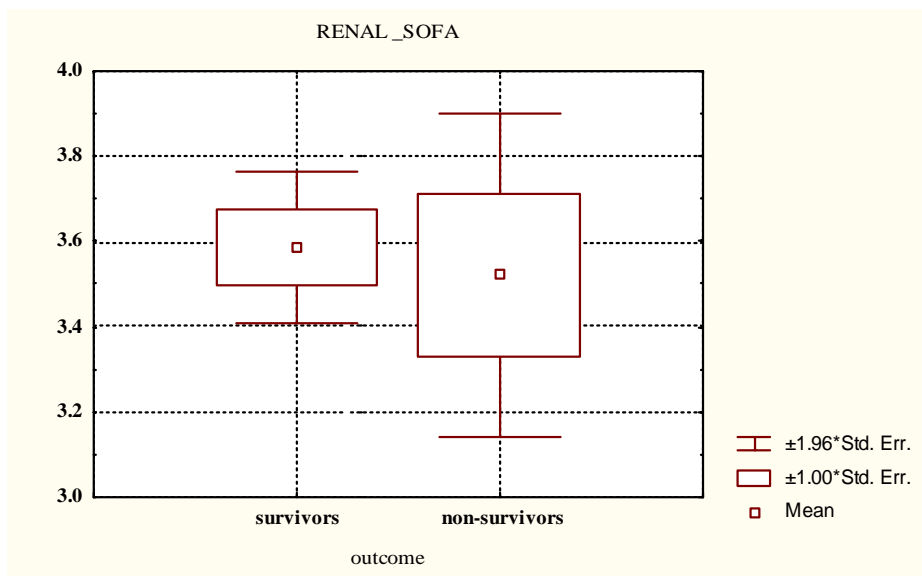 RENAL _SOFA
4.0
3.8
3.6
3.4
3.2
3.0
survivors
non-survivors
outcome
±1.96*Std. Err.
±1.00*Std. Err.
Mean